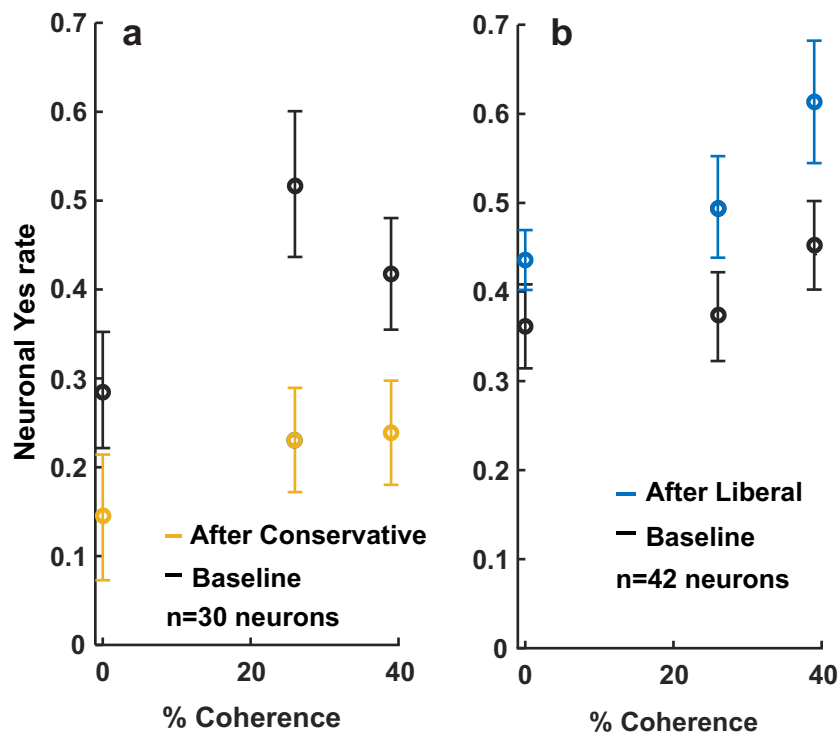 a
Neuronal Yes rate
0.7
0.6
0.5
0.4
0.3
0.2
0.1
0
After Conservative
Baseline
n=30 neurons
0
20
40
% Coherence
b
0.7
0.6
0.5
0.4
0.3
0.2
0.1
0
After Liberal
Baseline
n=42 neurons
0
20
40
% Coherence